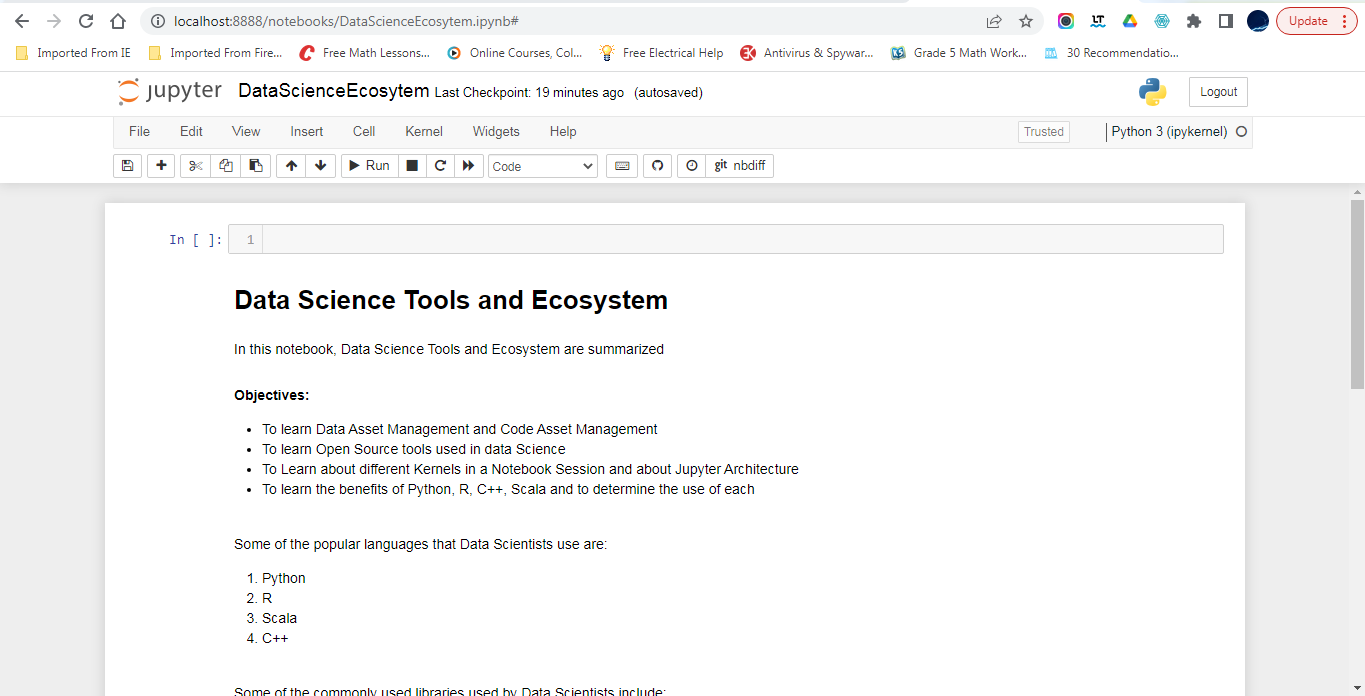 localhost:8888/notebooks/DataScienceEcosytem.ipynb#
LT
Update
Imported From IE Imported From Fire... Free Math Lessons... Online Courses, Col... Free Electrical Help Antivirus & Spywar... Grade 5 Math Work... 30 Recommendatio...
jupyter DataScienceEcosytem Last Checkpoint: 19 minutes ago (autosaved) Logout
File Edit View Insert Cell Kernel Widgets Help Trusted Python 3 (ipykernel)
Run Code git nbdiff
In [ ]: 1
Data Science Tools and Ecosystem
In this notebook, Data Science Tools and Ecosystem are summarized
Objectives:
• To learn Data Asset Management and Code Asset Management
• To learn Open Source tools used in data Science
• To Learn about different Kernels in a Notebook Session and about Jupyter Architecture
• To learn the benefits of Python, R, C++, Scala and to determine the use of each
Some of the popular languages that Data Scientists use are:
1. Python
2. R
3. Scala
4. C++
Some of the commonly used libraries used by Data Scientists include: